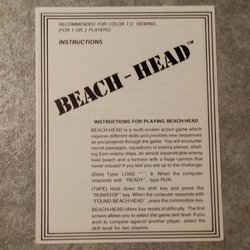 RECOMMENDED FOR COLOR T.V. VIEWING
(FOR 1 OR 2 PLAYERS)
INSTRUCTIONS
BEACH-HEAD™
INSTRUCTIONS FOR PLAYING BEACH-HEAD
BEACH-HEAD is a multi-screen action game which
requires different skills and provides new sequences
as you progress through the game. You will encounter
secret passages, squadrons of enemy planes, shell-
ing from enemy ships, an almost impenetrable enemy
held beach and a fortress with a huge cannon that
never misses! If you feel you are up to the challenge:
(Disk) Type: LOAD "*", 8. When the computer
responds with "READY", type RUN.
(TAPE) Hold down the shift key and press the
"RUN/STOP" key. When the computer responds with
"FOUND BEACH-HEAD", press the commodore key.
BEACH-HEAD offers four levels of difficulty. The first
screen allows you to select the game skill level. If you
wish to compete against another player, select the
skill level for two players.